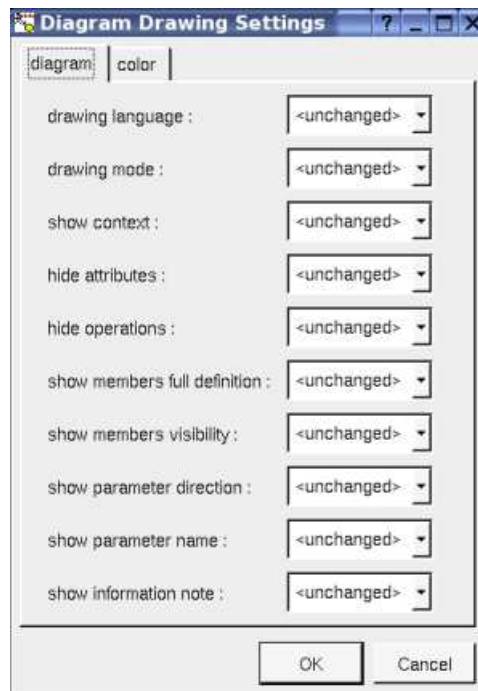 Diagram Drawing Settings ?
diagram color
drawing language : <unchanged>
drawing mode : <unchanged>
show context : <unchanged>
hide attributes : <unchanged>
hide operations : <unchanged>
show members full definition : <unchanged>
show members visibility : <unchanged>
show parameter direction : <unchanged>
show parameter name : <unchanged>
show information note : <unchanged>
OK Cancel